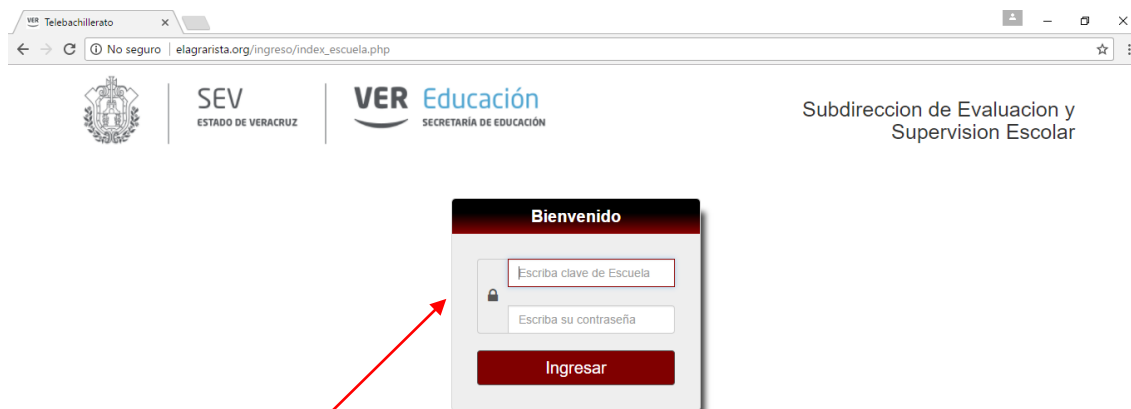 VER Telebachillerato
No seguro | elagrarista.org/ingreso/index_escuela.php
SEV
ESTADO DE VERACRUZ
VER Educación
SECRETARÍA DE EDUCACIÓN
Subdireccion de Evaluacion y
Supervision Escolar
Bienvenido
Escriba clave de Escuela
Escriba su contraseña
Ingresar